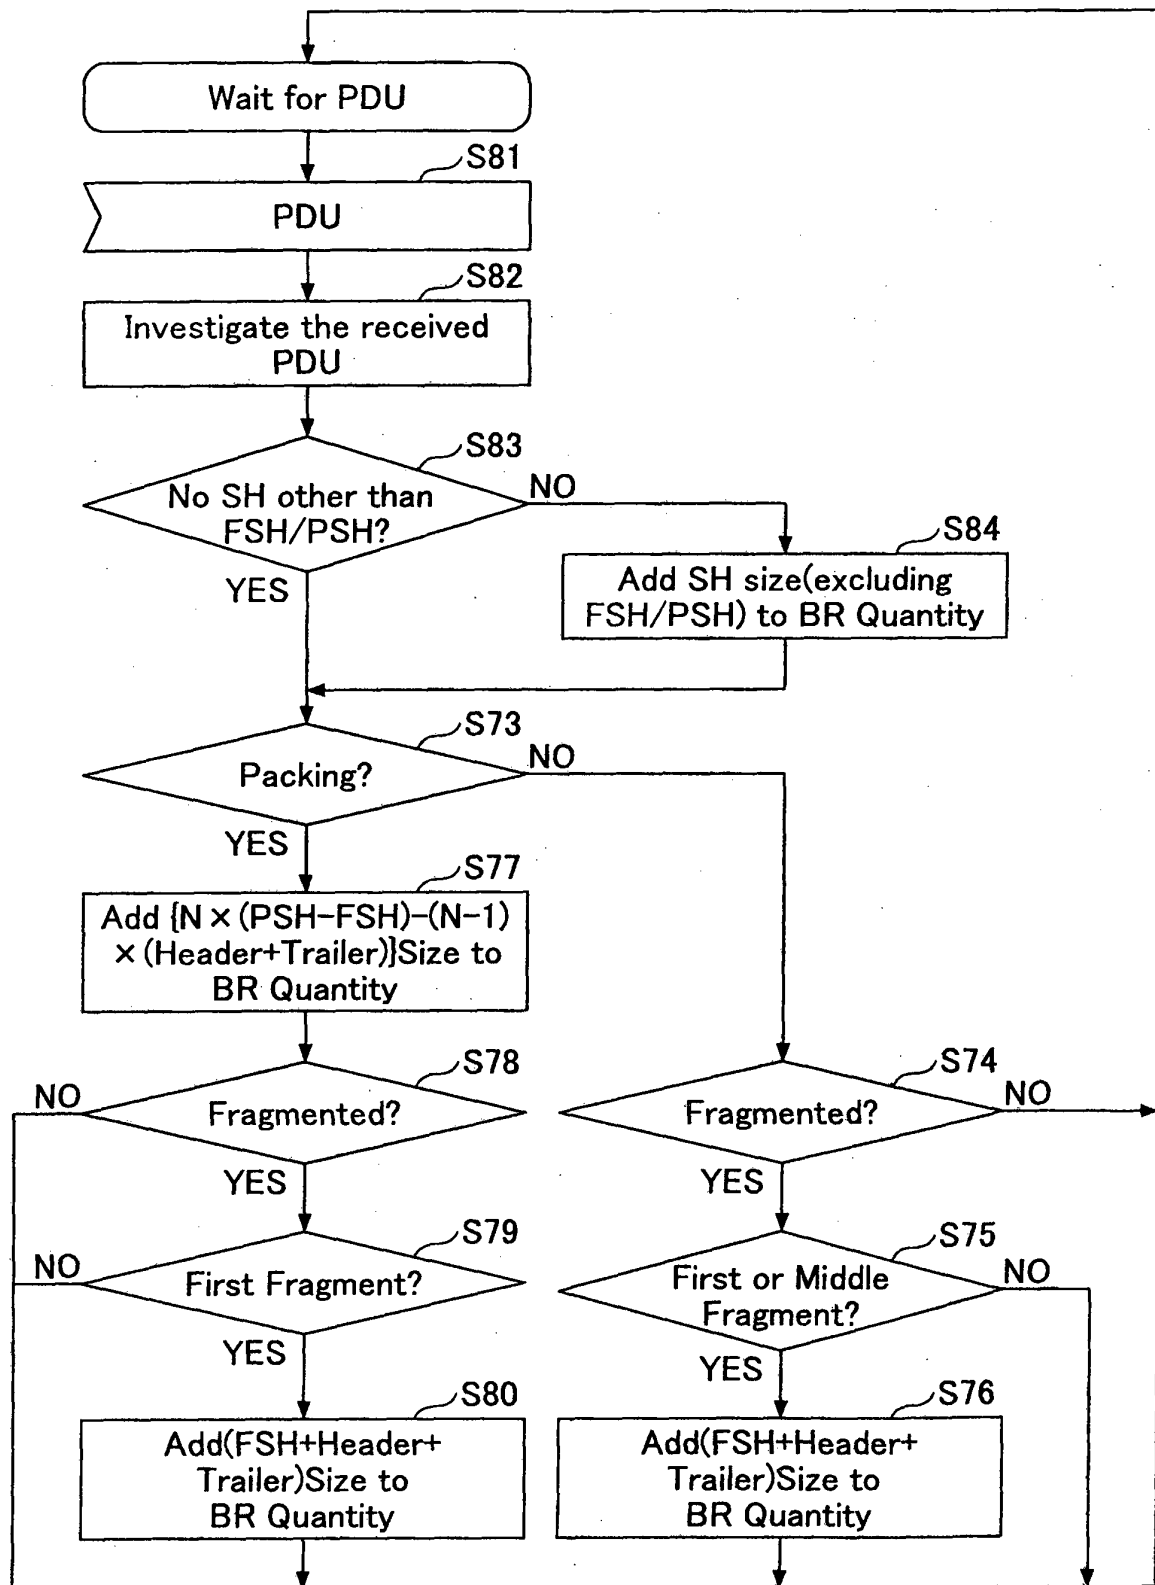 Wait for PDU
S81
PDU
S82
Investigate the received
PDU
S83
No SH other than
FSH/PSH?
NO
YES
S84
Add SH size(excluding
FSH/PSH) to BR Quantity
S73
Packing?
NO
YES
S77
Add {N × (PSH-FSH)-(N-1)
× (Header+Trailer)}Size to
BR Quantity
S78
Fragmented?
NO
YES
S74
Fragmented?
NO
YES
S79
First Fragment?
NO
YES
S75
First or Middle
Fragment?
NO
YES
S80
Add(FSH+Header+
Trailer)Size to
BR Quantity
S76
Add(FSH+Header+
Trailer)Size to
BR Quantity